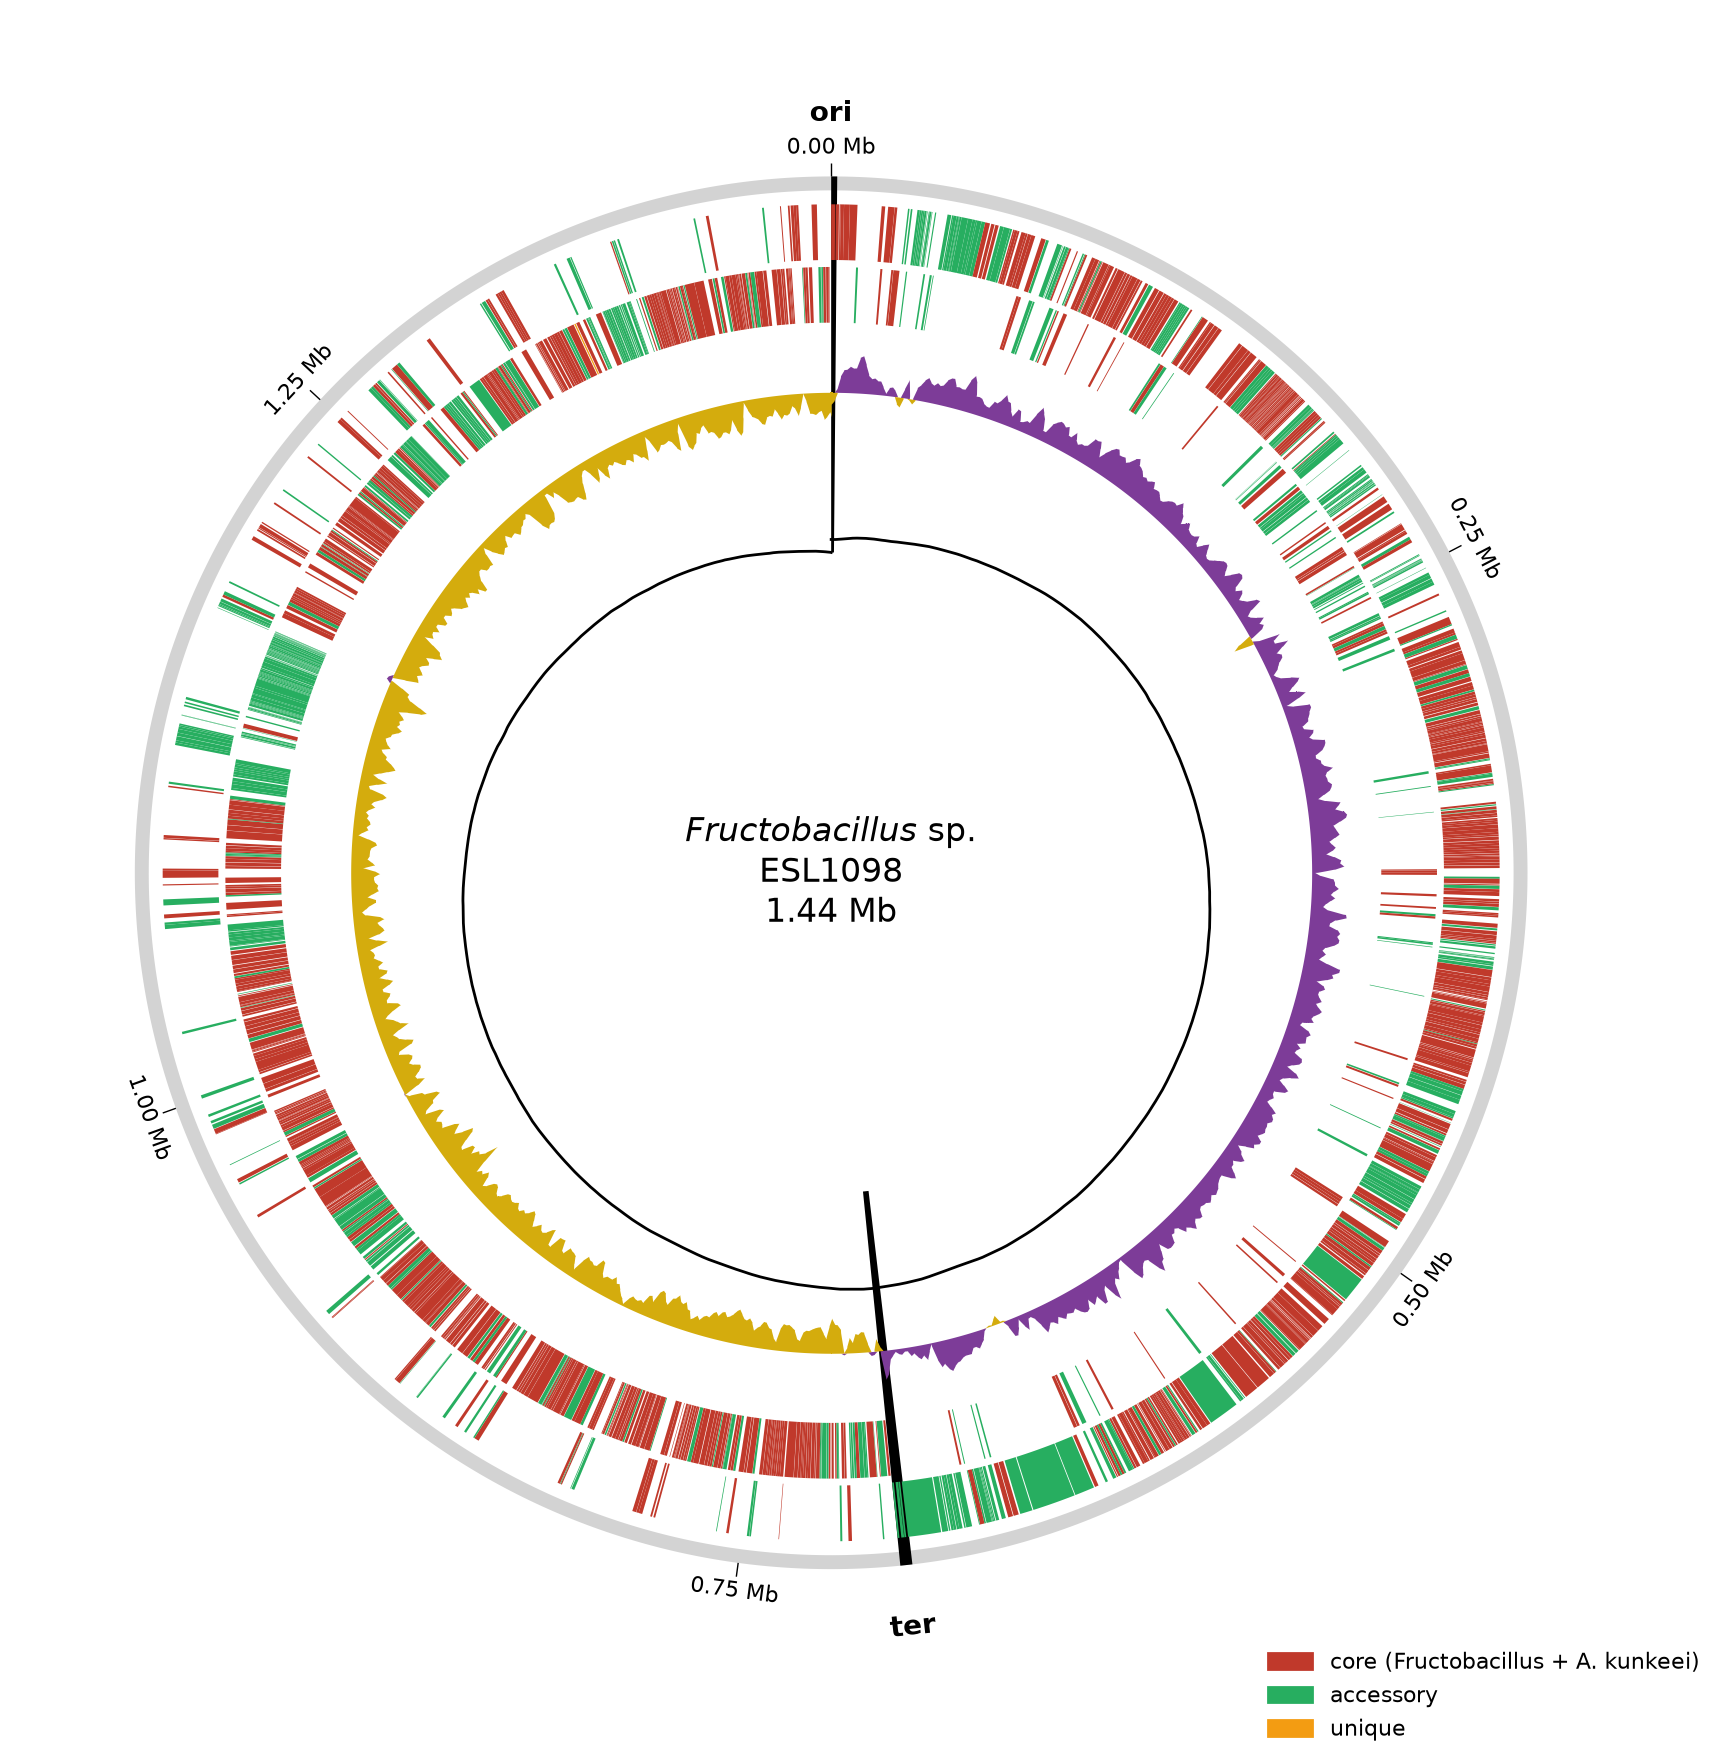 ori
0.00 Mb
0.25 Mb
0.50 Mb
ter
0.75 Mb
1.00 Mb
1.25 Mb
Fructobacillus sp.
ESL1098
1.44 Mb
core (Fructobacillus + A. kunkeei)
accessory
unique